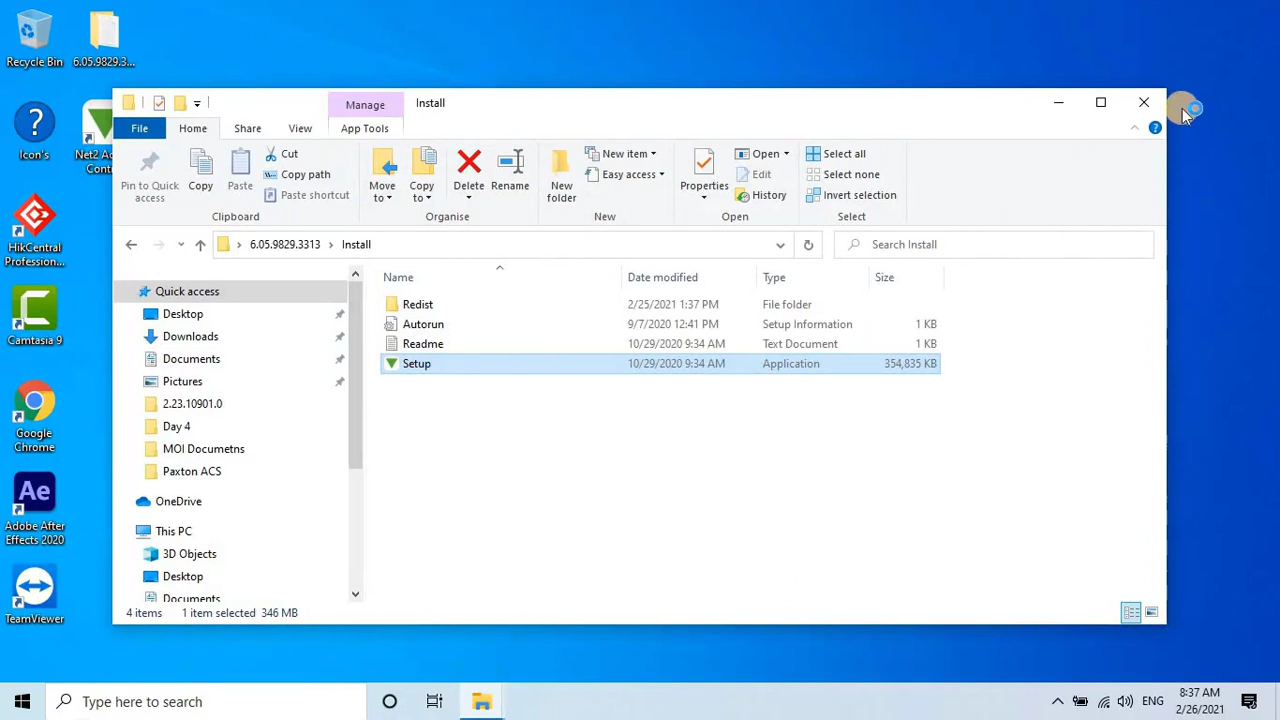 Recycle Bin
6.05.9829.3...
Icon's
Net2 Ac...
Cont...
HikCentral
Profession...
Camtasia 9
Google
Chrome
Adobe After
Effects 2020
TeamViewer
Manage
Install
File
Home
Share
View
App Tools
Pin to Quick
access
Copy
Paste
Cut
Copy path
Paste shortcut
Clipboard
Move
to
Copy
to
Delete
Rename
Organise
New
folder
New item
Easy access
New
Properties
Open
Edit
History
Open
Select all
Select none
Invert selection
Select
6.05.9829.3313 > Install
Search Install
Quick access
Desktop
Downloads
Documents
Pictures
2.23.10901.0
Day 4
MOI Documetns
Paxton ACS
OneDrive
This PC
3D Objects
Desktop
Documents
Name Date modified Type Size
Redist 2/25/2021 1:37 PM File folder
Autorun 9/7/2020 12:41 PM Setup Information 1 KB
Readme 10/29/2020 9:34 AM Text Document 1 KB
Setup 10/29/2020 9:34 AM Application 354,835 KB
4 items 1 item selected 346 MB
Type here to search
ENG
8:37 AM
2/26/2021